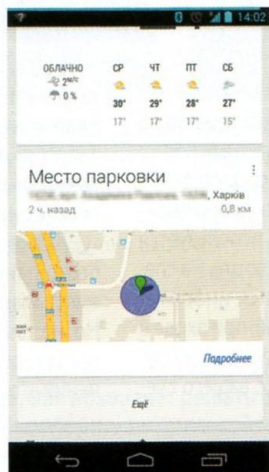 14:02
ОБЛАЧНО СР ЧТ ПТ СБ
2 м/с
0 %
30° 29° 28° 27°
17° 17° 17° 15°
Место парковки
, Харків
2 ч. назад 0,8 км
Подробнее
Ещё